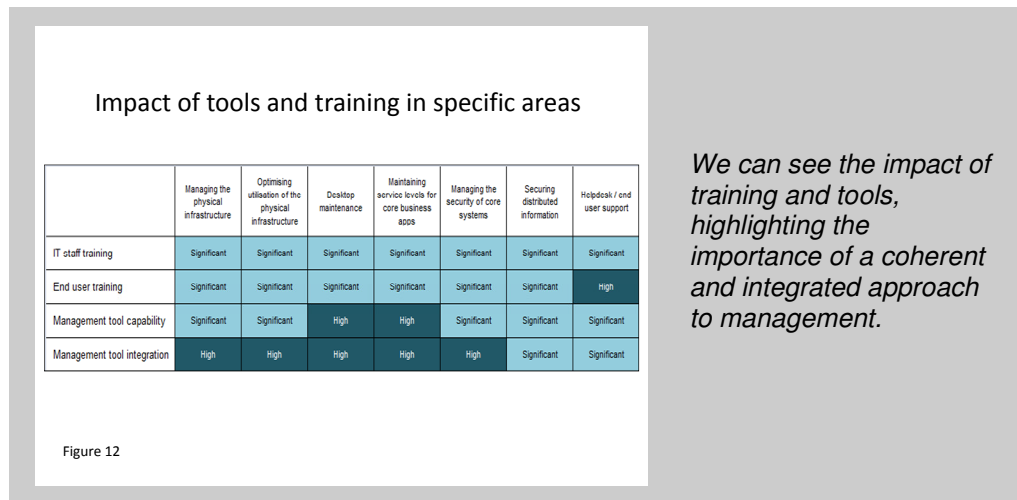 Impact of tools and training in specific areas
Managing the
physical
infrastructure
Optimising
utilisation of the
physical
infrastructure
Desktop
maintenance
Maintaining
service levels for
core business
apps
Managing the
security of core
systems
Securing
distributed
information
Helpdesk / end
user support
IT staff training Significant Significant Significant Significant Significant Significant Significant
End user training Significant Significant Significant Significant Significant Significant High
Management tool capability Significant Significant High High Significant Significant Significant
Management tool integration High High High High High Significant Significant
Figure 12
We can see the impact of
training and tools,
highlighting the
importance of a coherent
and integrated approach
to management.